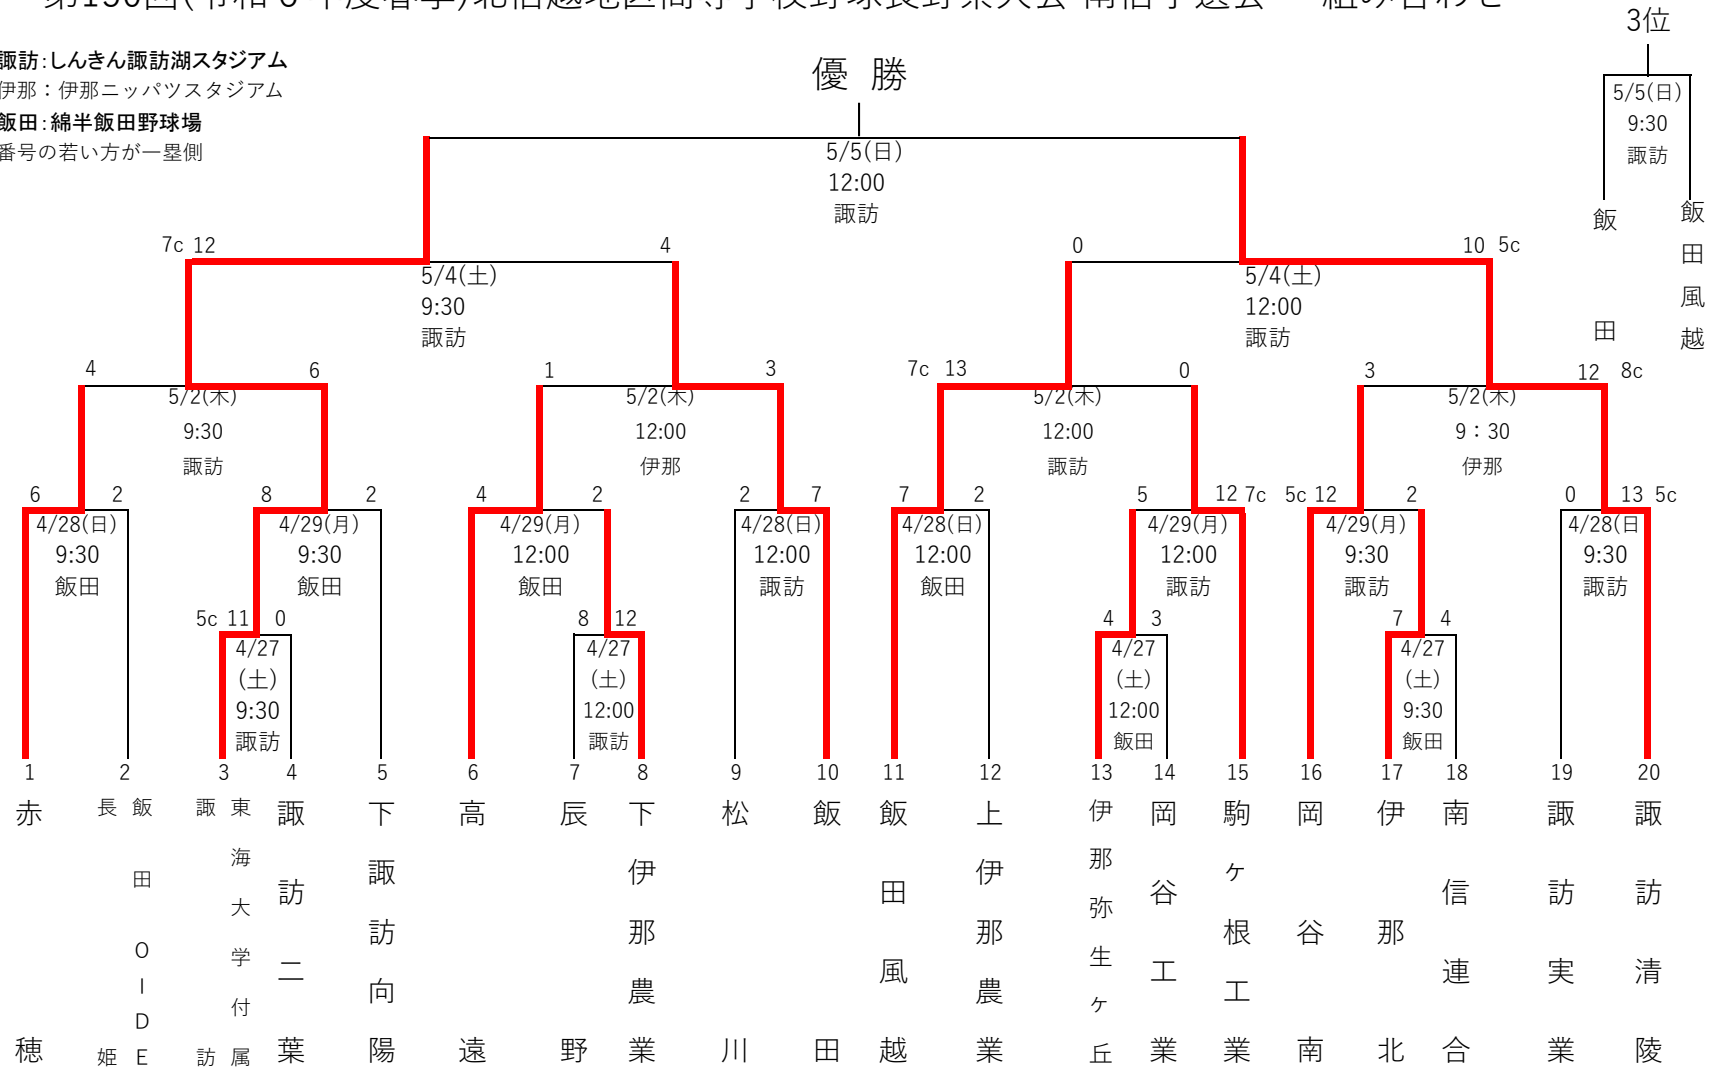 3位
諏訪：しんきん諏訪湖スタジアム
伊那：伊那ニッパツスタジアム
飯田：綿半飯田野球場
番号の若い方が一塁側
優 勝
5/5(日)
12:00
諏訪
5/5(日)
9:30
諏訪
飯田
飯田風越
7c 12
4
0
10 5c
5/4(土)
9:30
諏訪
5/4(土)
12:00
諏訪
4
6
1
3
7c 13
0
3
12 8c
5/2(木)
9:30
諏訪
5/2(木)
12:00
伊那
5/2(木)
12:00
諏訪
5/2(木)
9：30
伊那
6
2
8
2
4
2
2
7
7
2
5
12 7c
5c 12
2
0
13 5c
4/28(日)
9:30
飯田
4/29(月)
9:30
飯田
4/29(月)
12:00
飯田
4/28(日)
12:00
諏訪
4/28(日)
12:00
飯田
4/29(月)
12:00
諏訪
4/29(月)
9:30
諏訪
4/28(日
9:30
諏訪
5c 11
0
8
12
4
3
7
4
4/27
(土)
9:30
諏訪
4/27
(土)
12:00
諏訪
4/27
(土)
12:00
飯田
4/27
(土)
9:30
飯田
1
2
3
4
5
6
7
8
9
10
11
12
13
14
15
16
17
18
19
20
赤穂
飯田OIDE
長姫
東海大学付属
諏訪
諏訪二葉
下諏訪向陽
高遠
辰野
下伊那農業
松川
飯田
飯田風越
上伊那農業
伊那弥生ヶ丘
岡谷工業
駒ヶ根工業
岡谷南
伊那北
南信連合
諏訪実業
諏訪清陵